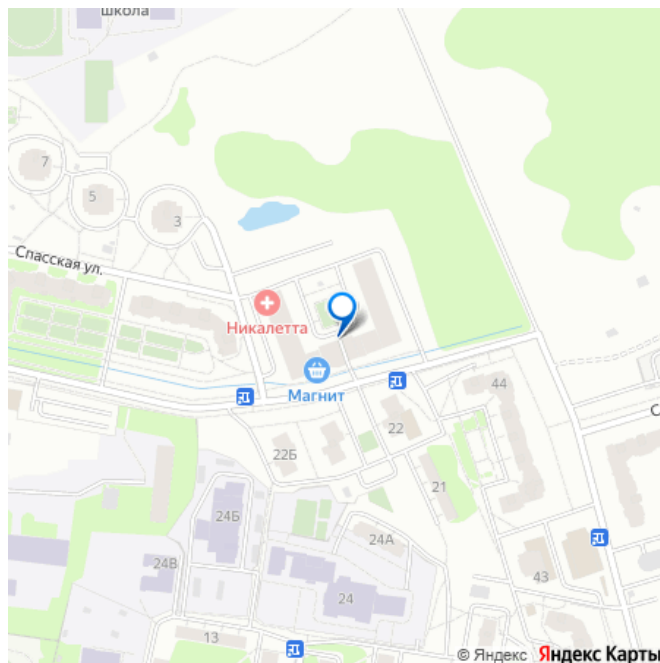 школа
7
5
3
Спасская ул.
Никалетта
Магнит
44
С
22
22Б
21
24Б
24А
24В
43
24
13
© Яндекс Яндекс Карты